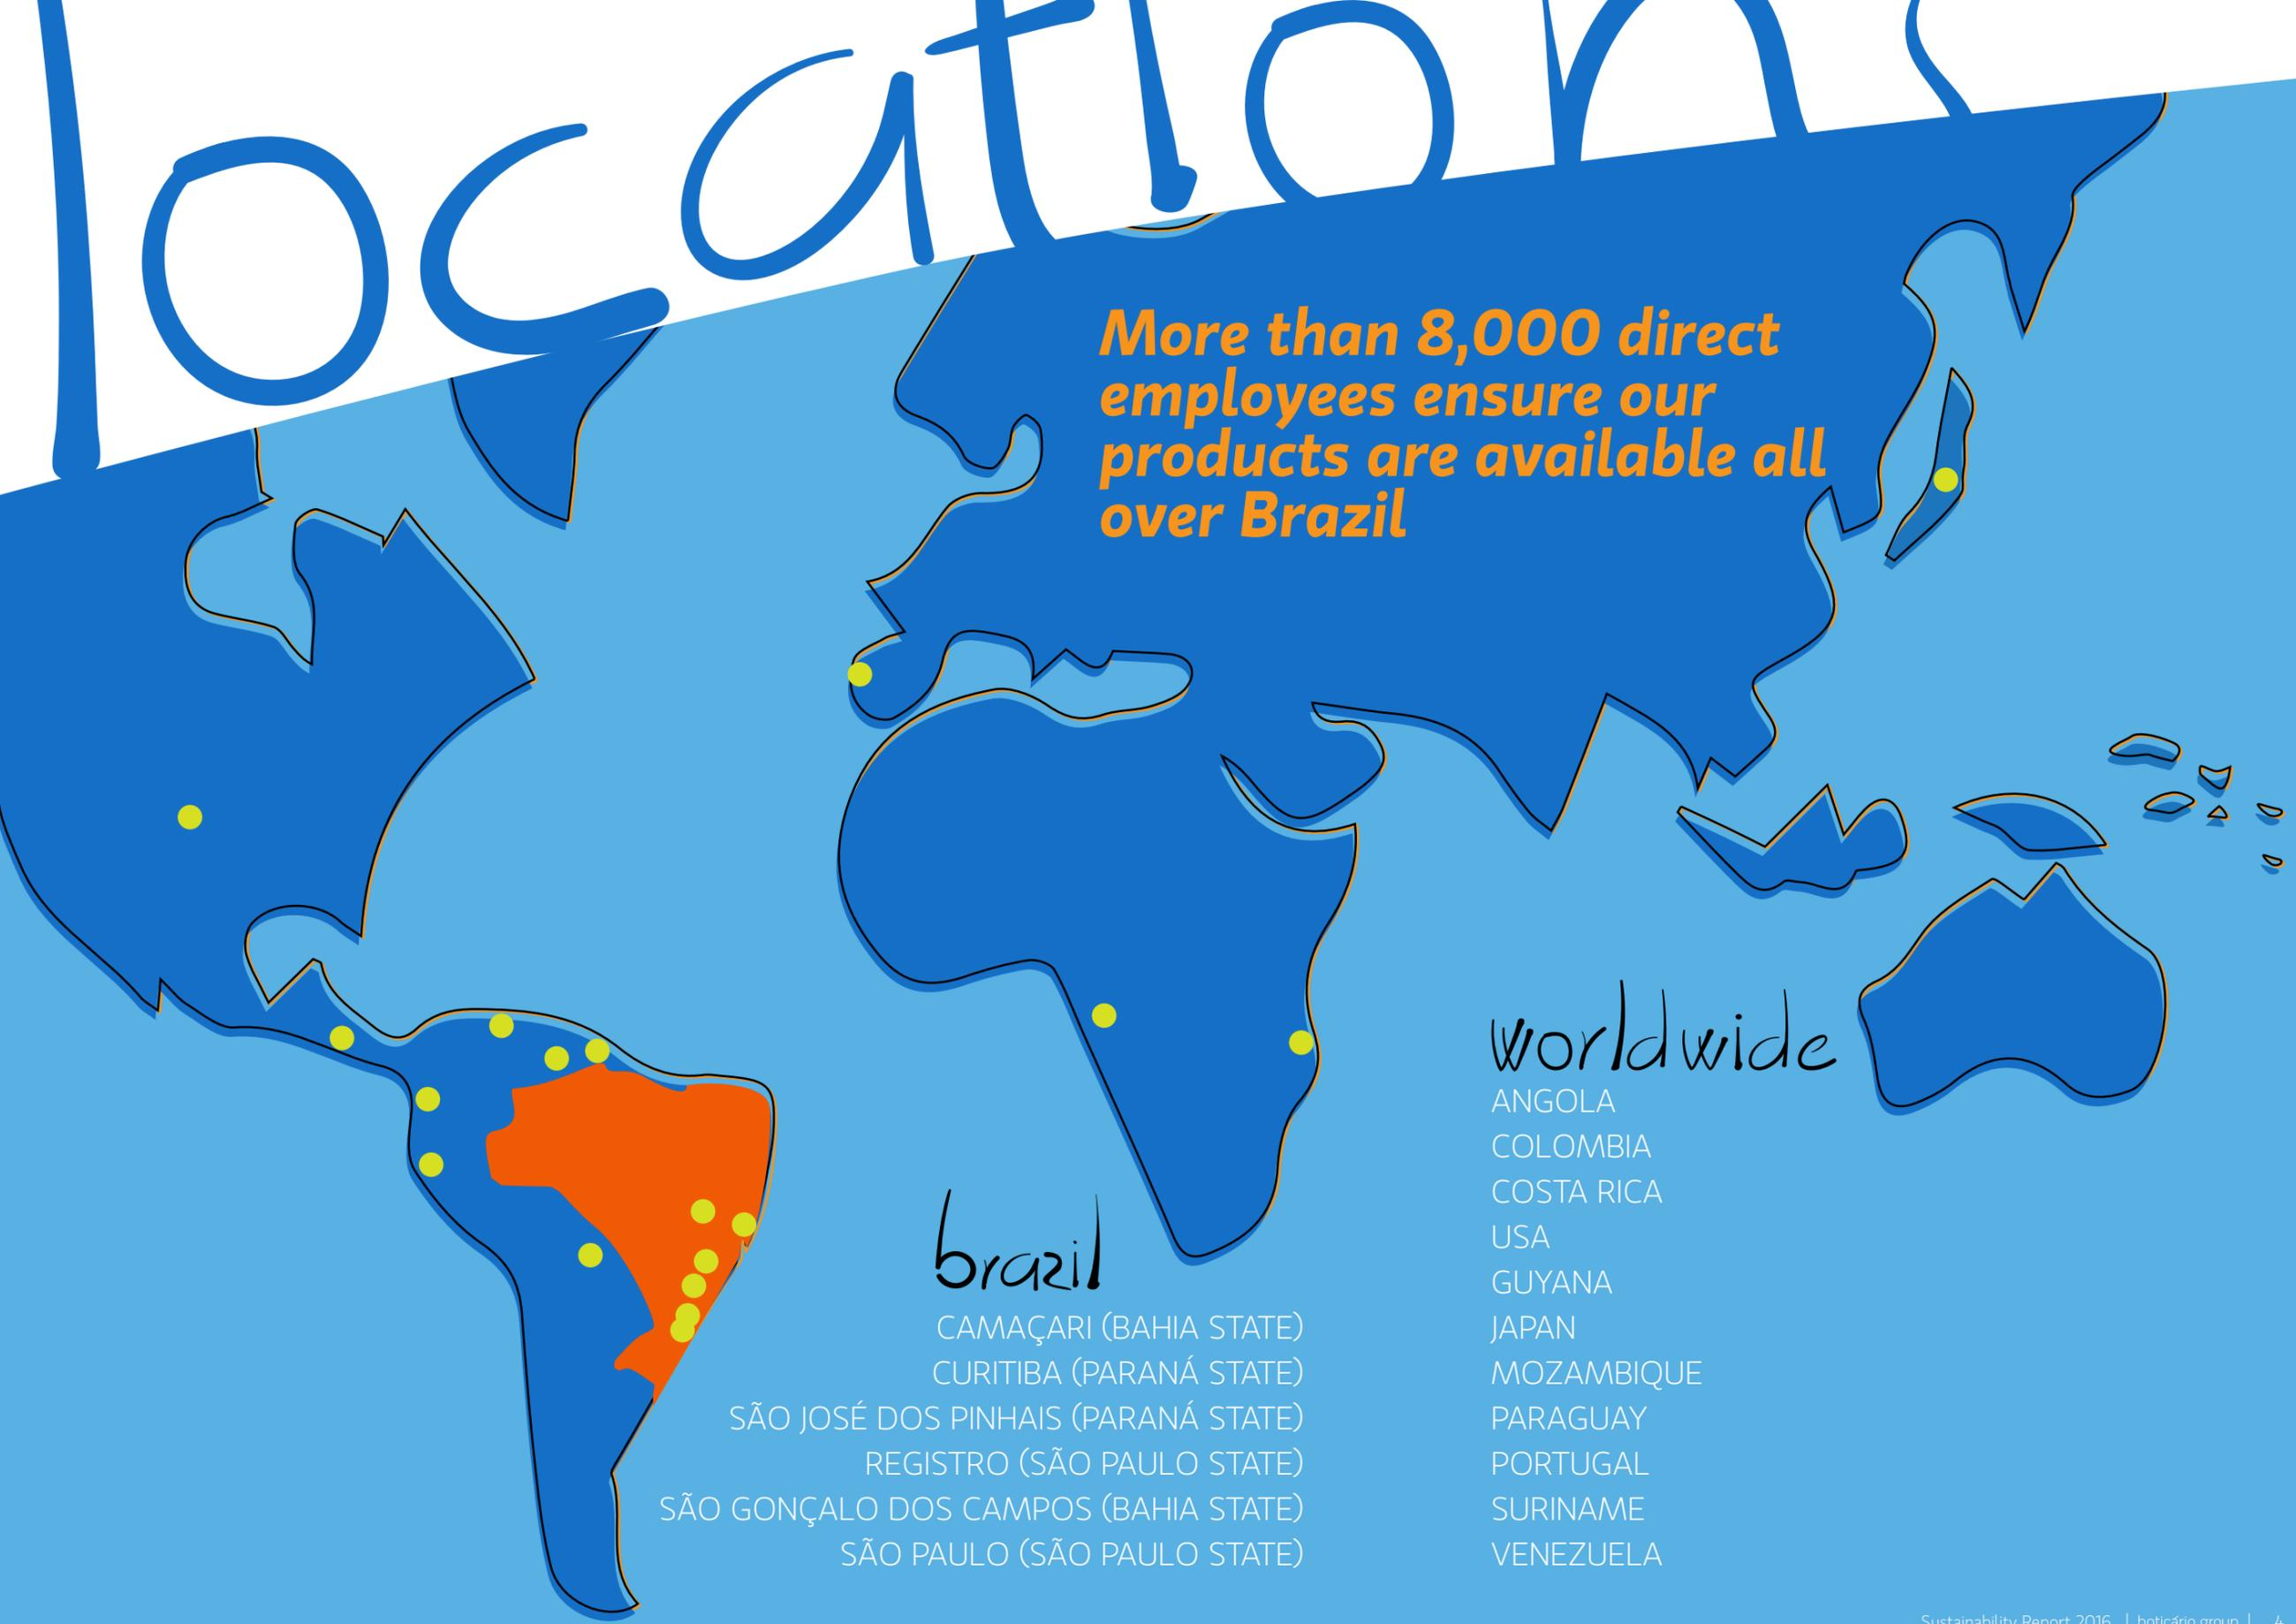 locations
More than 8,000 direct
employees ensure our
products are available all
over Brazil
brazil
CAMAÇARI (BAHIA STATE)
CURITIBA (PARANÁ STATE)
SÃO JOSÉ DOS PINHAIS (PARANÁ STATE)
REGISTRO (SÃO PAULO STATE)
SÃO GONÇALO DOS CAMPOS (BAHIA STATE)
SÃO PAULO (SÃO PAULO STATE)
worldwide
ANGOLA
COLOMBIA
COSTA RICA
USA
GUYANA
JAPAN
MOZAMBIQUE
PARAGUAY
PORTUGAL
SURINAME
VENEZUELA
Sustainability Report 2016 | boticário group |